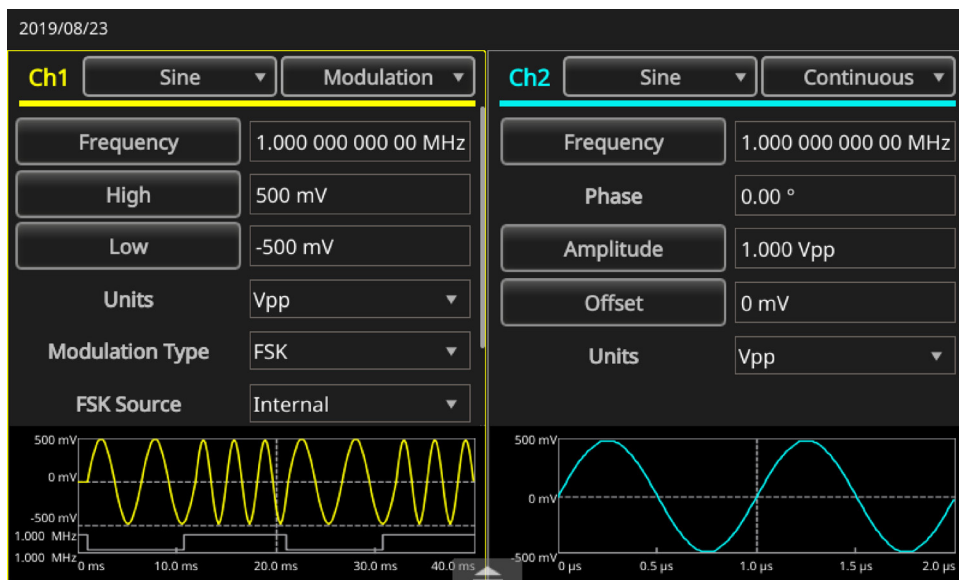 2019/08/23
Ch1 Sine Modulation
Frequency 1.000 000 000 00 MHz
High 500 mV
Low -500 mV
Units Vpp
Modulation Type FSK
FSK Source Internal
500 mV
0 mV
-500 mV
1.000 MHz
1.000 MHz
0 ms 10.0 ms 20.0 ms 30.0 ms 40.0 ms
Ch2 Sine Continuous
Frequency 1.000 000 000 00 MHz
Phase 0.00 °
Amplitude 1.000 Vpp
Offset 0 mV
Units Vpp
500 mV
0 mV
-500 mV
0 µs 0.5 µs 1.0 µs 1.5 µs 2.0 µs